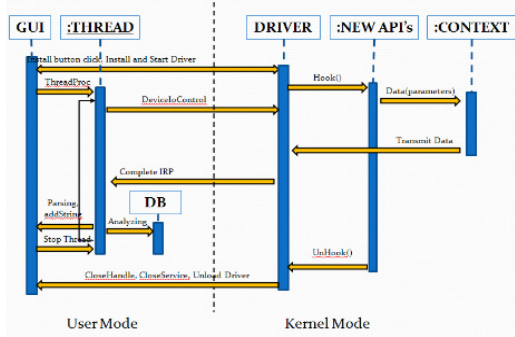 GUI
:THREAD
DRIVER
:NEW API's
:CONTEXT
Install button click, Install and Start Driver
ThreadProc
Hook()
Data(parameters)
DeviceIoControl
Transmit Data
Complete IRP
DB
Parsing,
addString
Analyzing
Stop Thread
UnHook()
CloseHandle, CloseService, Unload Driver
User Mode
Kernel Mode